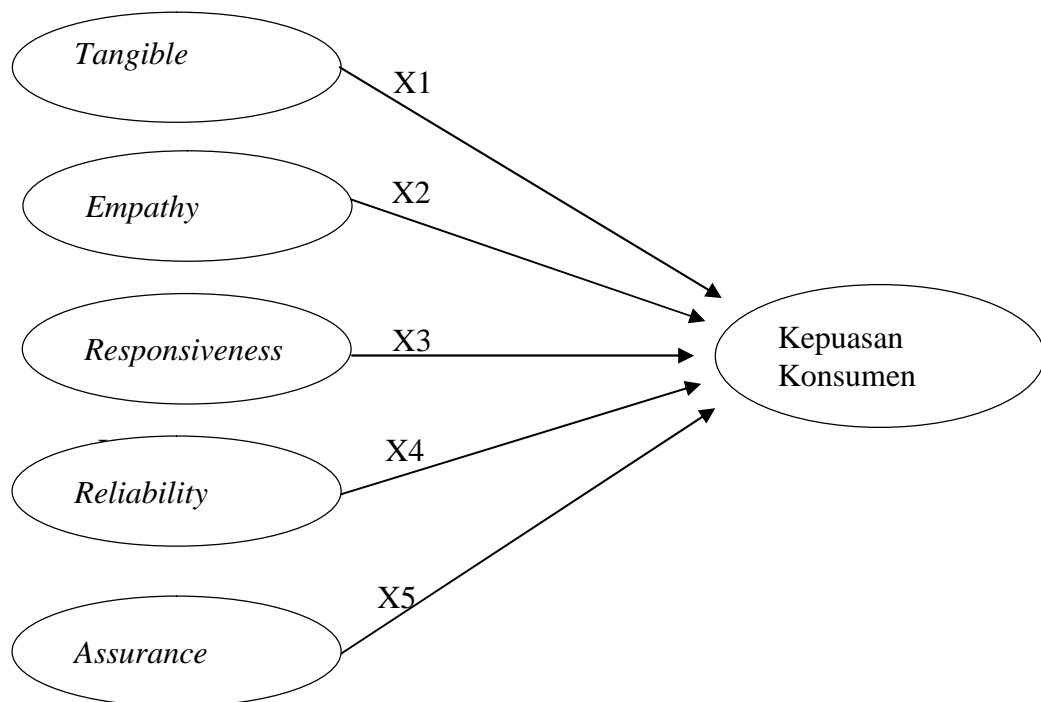 Tangible
X1
Empathy
X2
Responsiveness
X3
Kepuasan
Konsumen
Reliability
X4
Assurance
X5